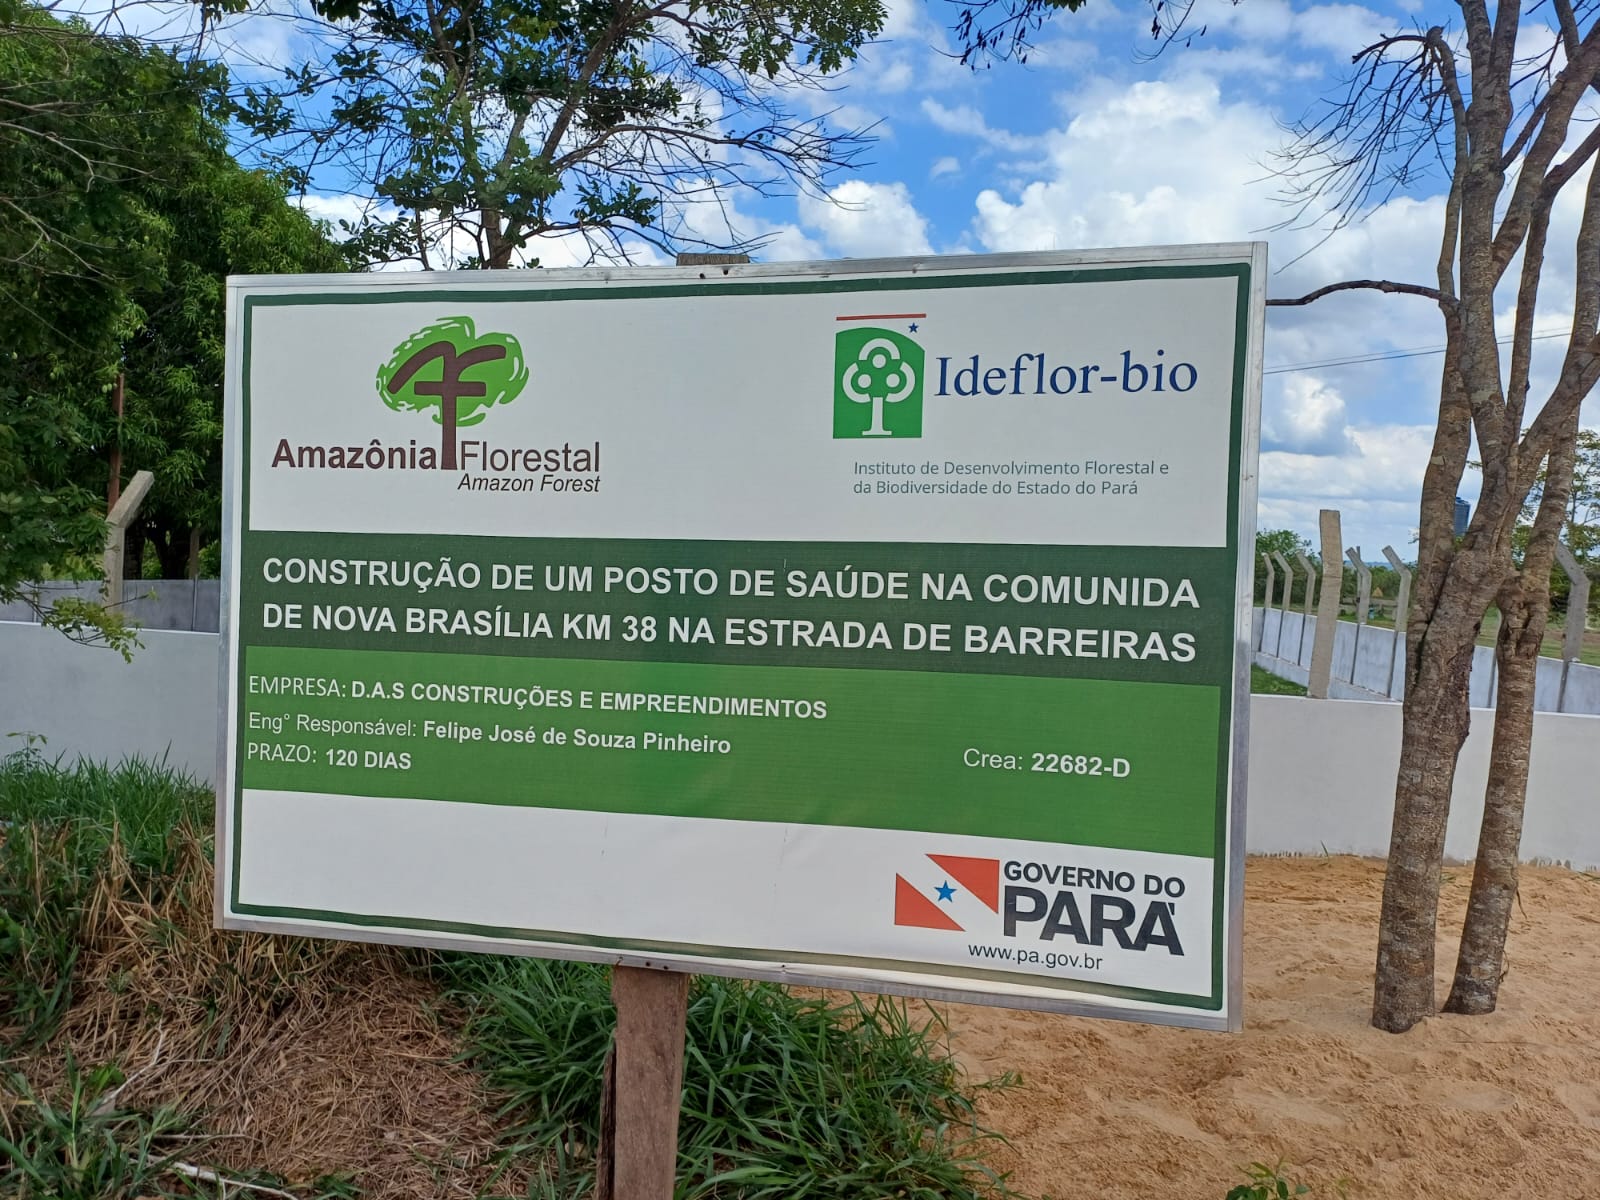 AF
Amazônia Florestal
Amazon Forest
Ideflor-bio
Instituto de Desenvolvimento Florestal e
da Biodiversidade do Estado do Pará
CONSTRUÇÃO DE UM POSTO DE SAÚDE NA COMUNIDA
DE NOVA BRASÍLIA KM 38 NA ESTRADA DE BARREIRAS
EMPRESA: D.A.S CONSTRUÇÕES E EMPREENDIMENTOS
Eng° Responsável: Felipe José de Souza Pinheiro
Crea: 22682-D
PRAZO: 120 DIAS
GOVERNO DO
PARÁ
www.pa.gov.br